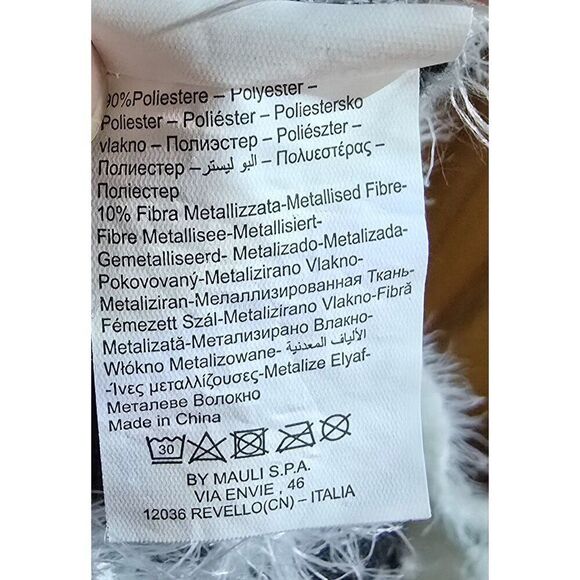 90%Poliestere – Polyester –
Poliester – Poliéster – Poliestersko
vlakno – Полиэстер – Poliészter –
Полиестер – البو ليستر – Πολυεστέρας –
Поліестер
10% Fibra Metallizzata-Metallised Fibre-
Fibre Metallisee-Metallisiert-
Gemetalliseerd- Metalizado-Metalizada-
Pokovovaný-Metalizirano Vlakno-
Metaliziran-Мелаллизированная Ткань-
Fémezett Szál-Metalizirano Vlakno-Fibră
Metalizată-Метализирано Влакно-
Włókno Metalizowane- الألياف المعدنية
-Ίνες μεταλλίζουσες-Metalize Elyaf-
Металеве Волокно
Made in China
30
BY MAULI S.P.A.
VIA ENVIE , 46
12036 REVELLO(CN) – ITALIA